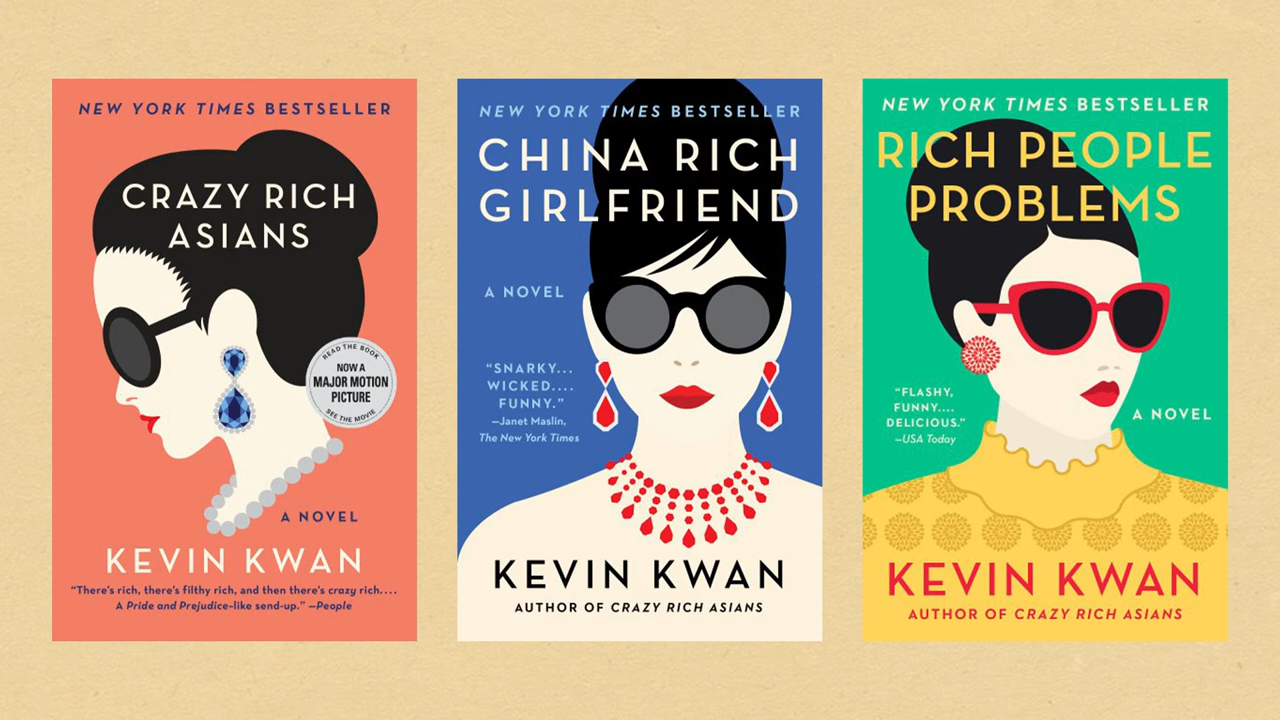 NEW YORK TIMES BESTSELLER
CRAZY RICH
ASIANS
READ THE BOOK
NOW A
MAJOR MOTION
PICTURE
SEE THE MOVIE
A NOVEL
KEVIN KWAN
“There’s rich, there’s filthy rich, and then there’s crazy rich....
A Pride and Prejudice–like send-up.” —People
NEW YORK TIMES BESTSELLER
CHINA RICH
GIRLFRIEND
A NOVEL
“SNARKY...
WICKED....
FUNNY.”
—Janet Maslin,
The New York Times
KEVIN KWAN
AUTHOR OF CRAZY RICH ASIANS
NEW YORK TIMES BESTSELLER
RICH PEOPLE
PROBLEMS
“FLASHY,
FUNNY....
DELICIOUS.”
—USA Today
A NOVEL
KEVIN KWAN
AUTHOR OF CRAZY RICH ASIANS